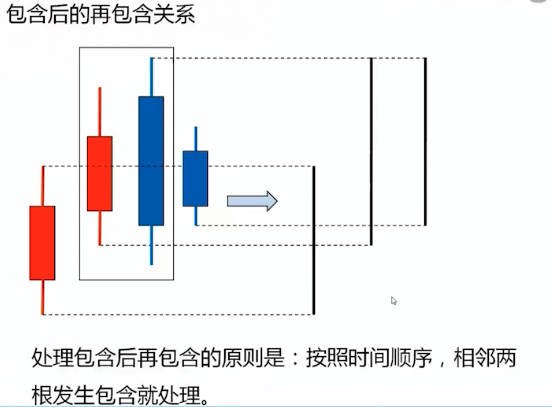 包含后的再包含关系
处理包含后再包含的原则是：按照时间顺序，相邻两
根发生包含就处理。